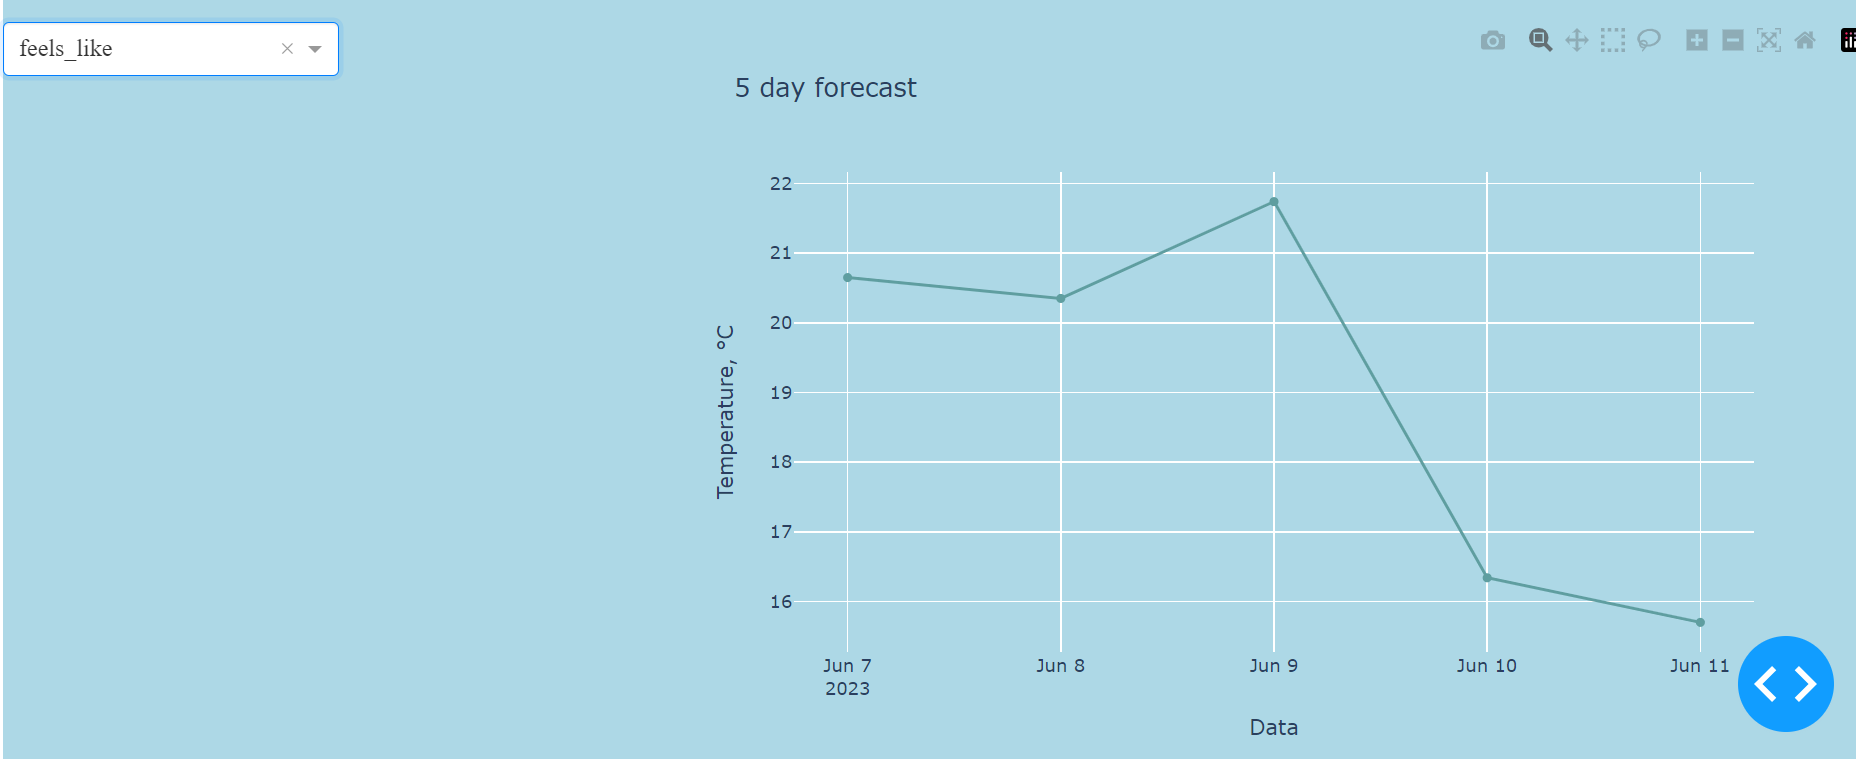 feels_like
5 day forecast
22
21
20
19
18
17
16
Temperature, °C
Jun 7
2023
Jun 8
Jun 9
Jun 10
Jun 11
Data